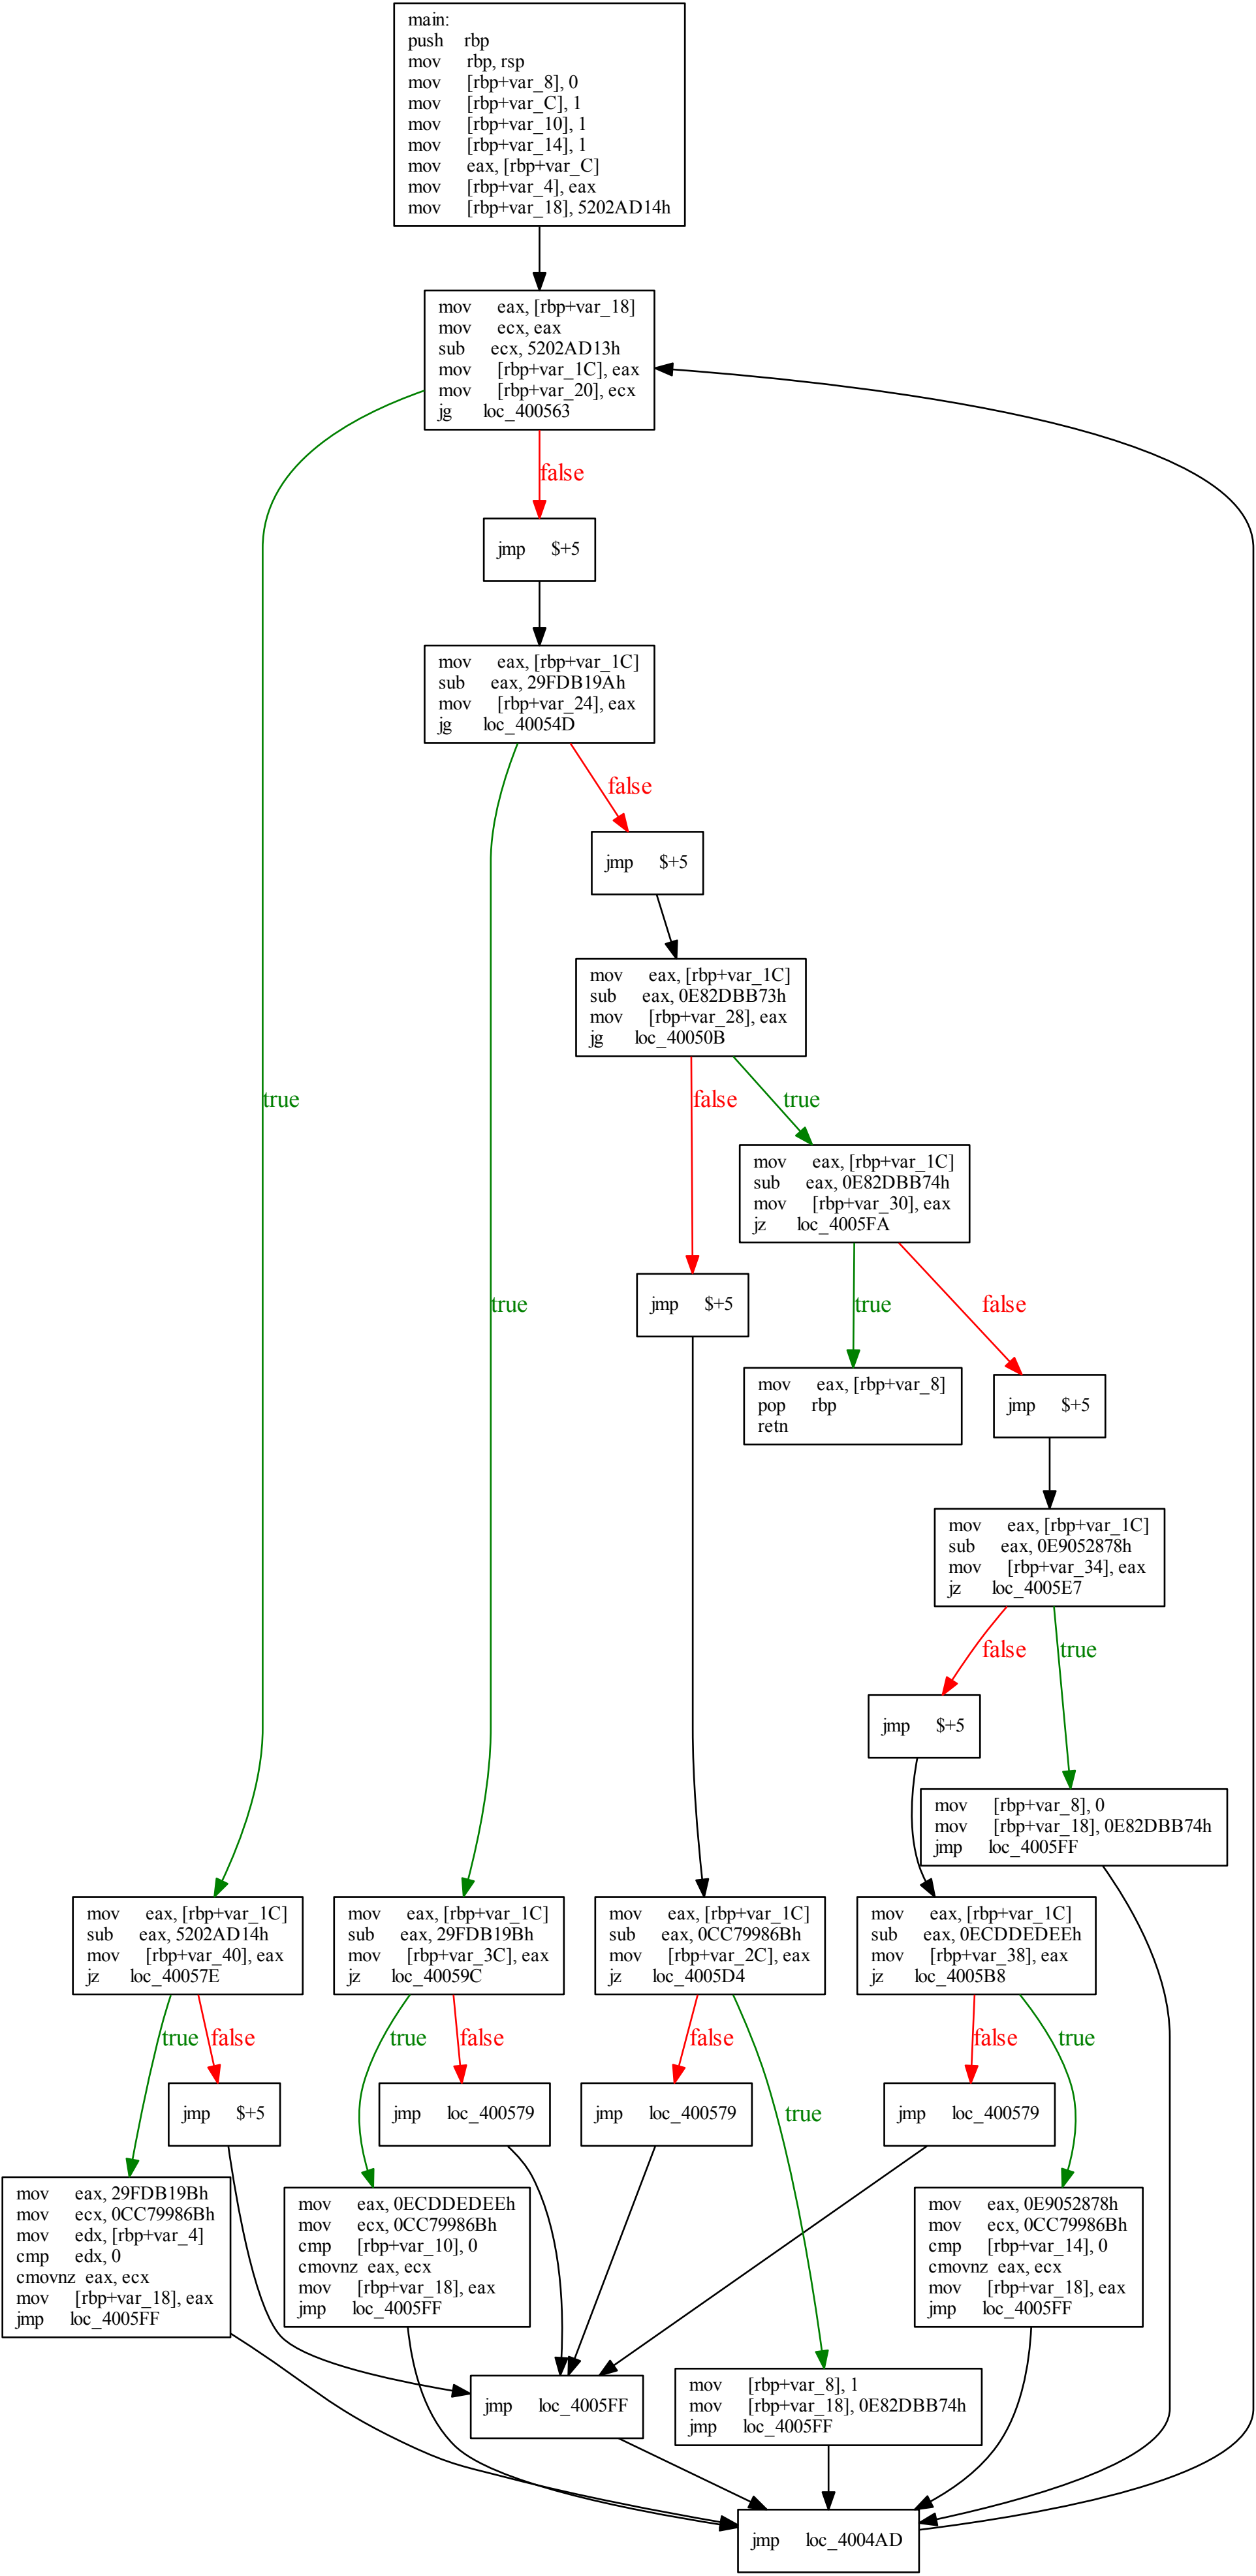 main:
push rbp
mov rbp, rsp
mov [rbp+var_8], 0
mov [rbp+var_C], 1
mov [rbp+var_10], 1
mov [rbp+var_14], 1
mov eax, [rbp+var_C]
mov [rbp+var_4], eax
mov [rbp+var_18], 5202AD14h
mov eax, [rbp+var_18]
mov ecx, eax
sub ecx, 5202AD13h
mov [rbp+var_1C], eax
mov [rbp+var_20], ecx
jg loc_400563
false
jmp $+5
mov eax, [rbp+var_1C]
sub eax, 29FDB19Ah
mov [rbp+var_24], eax
jg loc_40054D
false
jmp $+5
mov eax, [rbp+var_1C]
sub eax, 0E82DBB73h
mov [rbp+var_28], eax
jg loc_40050B
true
false
true
mov eax, [rbp+var_1C]
sub eax, 0E82DBB74h
mov [rbp+var_30], eax
jz loc_4005FA
true
jmp $+5
true
false
mov eax, [rbp+var_8]
pop rbp
retn
jmp $+5
mov eax, [rbp+var_1C]
sub eax, 0E9052878h
mov [rbp+var_34], eax
jz loc_4005E7
false
true
jmp $+5
mov [rbp+var_8], 0
mov [rbp+var_18], 0E82DBB74h
jmp loc_4005FF
mov eax, [rbp+var_1C]
sub eax, 5202AD14h
mov [rbp+var_40], eax
jz loc_40057E
mov eax, [rbp+var_1C]
sub eax, 29FDB19Bh
mov [rbp+var_3C], eax
jz loc_40059C
mov eax, [rbp+var_1C]
sub eax, 0CC79986Bh
mov [rbp+var_2C], eax
jz loc_4005D4
mov eax, [rbp+var_1C]
sub eax, 0ECDDEDEEh
mov [rbp+var_38], eax
jz loc_4005B8
true
false
true
false
false
false
true
jmp $+5
jmp loc_400579
jmp loc_400579
true
jmp loc_400579
mov eax, 29FDB19Bh
mov ecx, 0CC79986Bh
mov edx, [rbp+var_4]
cmp edx, 0
cmovnz eax, ecx
mov [rbp+var_18], eax
jmp loc_4005FF
mov eax, 0ECDDEDEEh
mov ecx, 0CC79986Bh
cmp [rbp+var_10], 0
cmovnz eax, ecx
mov [rbp+var_18], eax
jmp loc_4005FF
mov eax, 0E9052878h
mov ecx, 0CC79986Bh
cmp [rbp+var_14], 0
cmovnz eax, ecx
mov [rbp+var_18], eax
jmp loc_4005FF
jmp loc_4005FF
mov [rbp+var_8], 1
mov [rbp+var_18], 0E82DBB74h
jmp loc_4005FF
jmp loc_4004AD